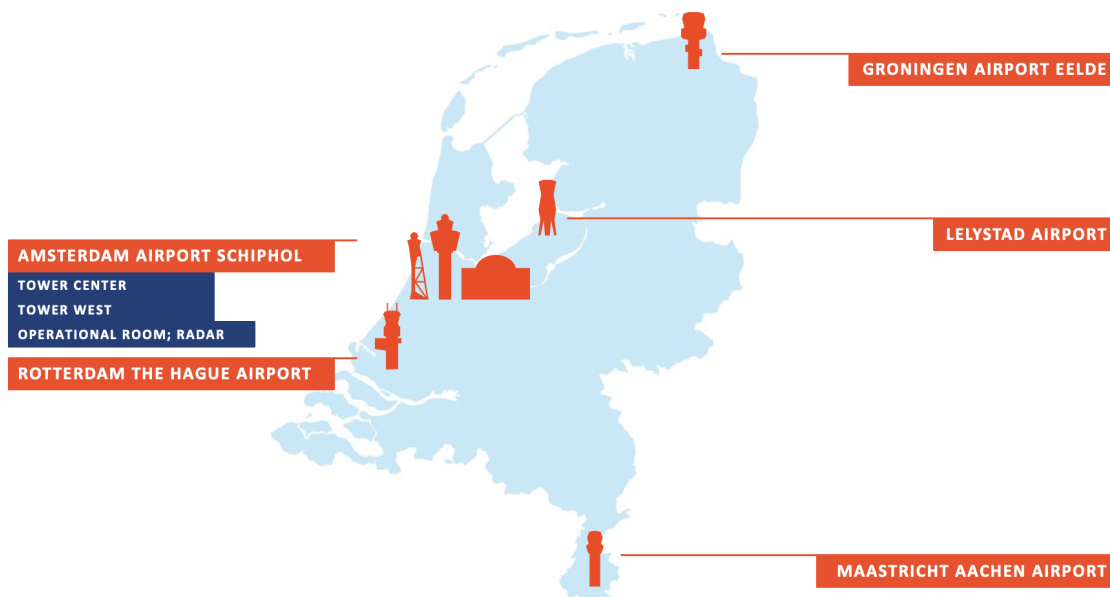 GRONINGEN AIRPORT EELDE
LELYSTAD AIRPORT
AMSTERDAM AIRPORT SCHIPHOL
TOWER CENTER
TOWER WEST
OPERATIONAL ROOM; RADAR
ROTTERDAM THE HAGUE AIRPORT
MAASTRICHT AACHEN AIRPORT